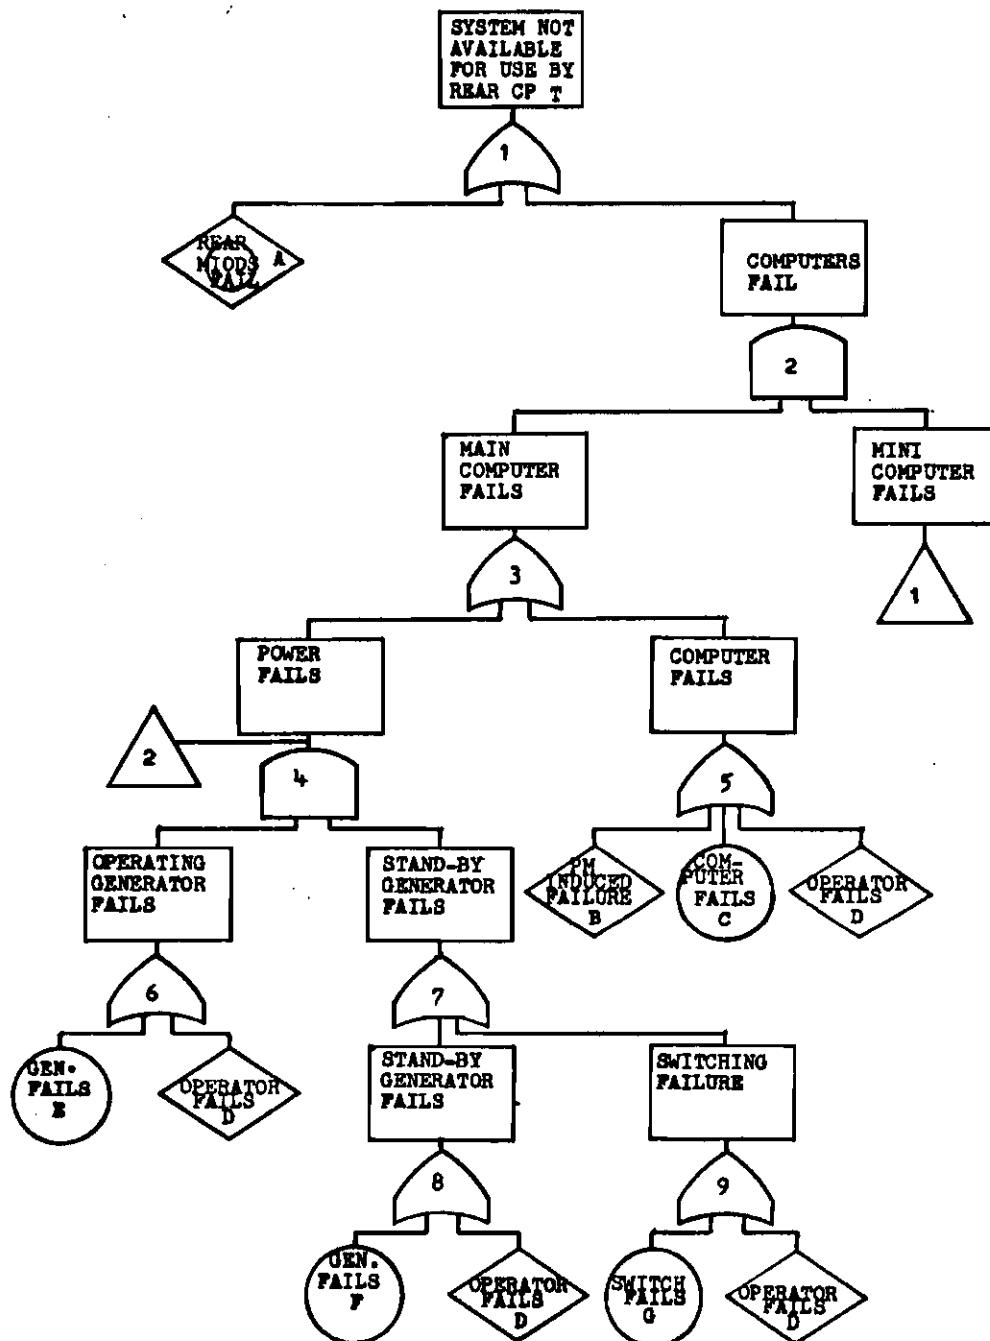 SYSTEM NOT
AVAILABLE
FOR USE BY
REAR CP T
1
REAR
MIODS A
FAIL
COMPUTERS
FAIL
2
MAIN
COMPUTER
FAILS
MINI
COMPUTER
FAILS
3
1
POWER
FAILS
COMPUTER
FAILS
2
4
5
OPERATING
GENERATOR
FAILS
STAND-BY
GENERATOR
FAILS
PM
INDUCED
FAILURE
B
COM-
PUTER
FAILS
C
OPERATOR
FAILS
D
6
7
GEN.
FAILS
E
OPERATOR
FAILS
D
STAND-BY
GENERATOR
FAILS
SWITCHING
FAILURE
8
9
GEN.
FAILS
F
OPERATOR
FAILS
D
SWITCH
FAILS
G
OPERATOR
FAILS
D